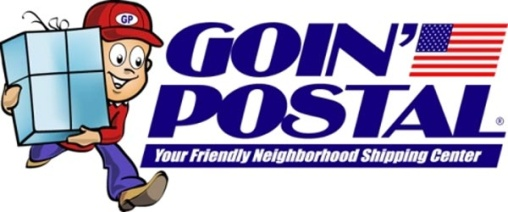 GP
GOIN'
POSTAL®
Your Friendly Neighborhood Shipping Center